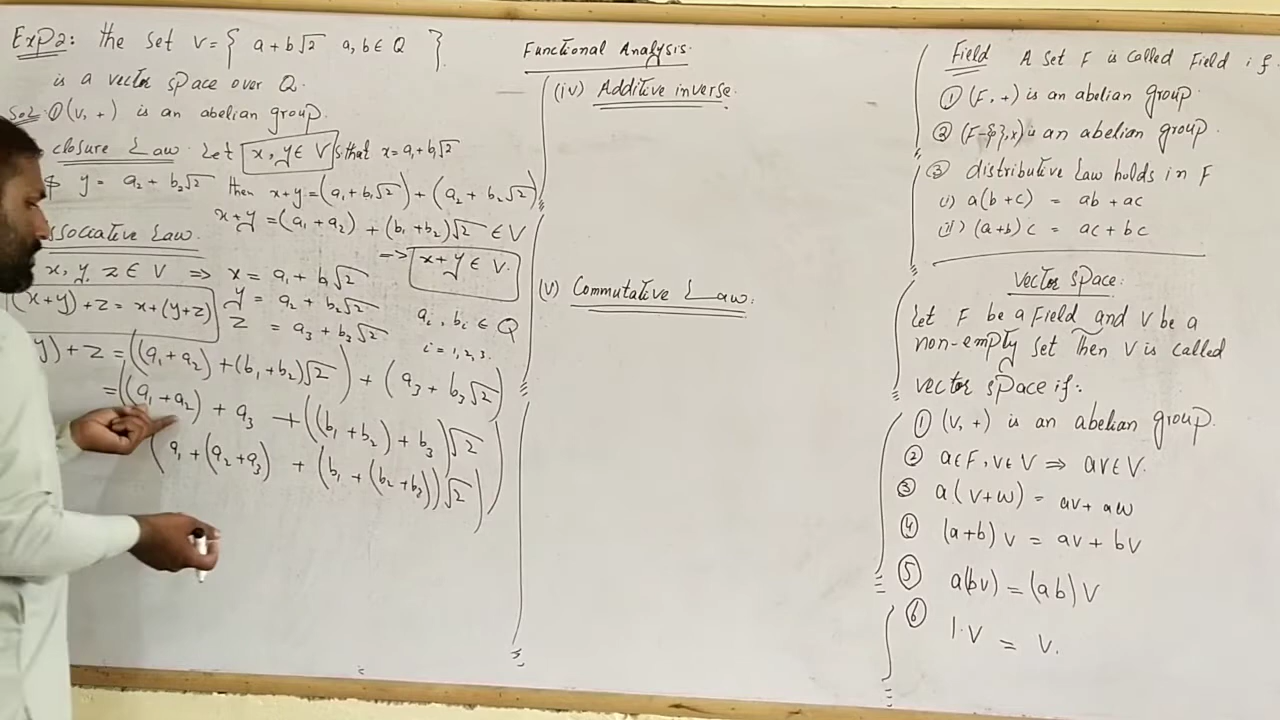 Exp2: the set V = { a+b√2 a, b ∈ Q }.
is a vector space over Q.
Sol: ① (V, +) is an abelian group.
closure Law. Let x, y ∈ V s.that x = a₁ + b₁√2
& y = a₂ + b₂√2 then x+y = (a₁ + b₁√2) + (a₂ + b₂√2)
x+y = (a₁ + a₂) + (b₁ + b₂)√2 ∈ V
=> x+y ∈ V.
ssociative Law.
x, y, z ∈ V => x = a₁ + b₁√2
(x+y) + z = x + (y+z) y = a₂ + b₂√2
z = a₃ + b₃√2 aᵢ, bᵢ ∈ Q
i = 1, 2, 3.
y) + z = ((a₁ + a₂) + (b₁ + b₂)√2) + (a₃ + b₃√2)
= ((a₁ + a₂) + a₃ + ((b₁ + b₂) + b₃)√2)
(a₁ + (a₂ + a₃) + (b₁ + (b₂ + b₃))√2)
Functional Analysis.
(iv) Additive inverse.
(v) Commutative Law.
Field A set F is called Field if.
① (F, +) is an abelian group.
② (F-{0}, x) is an abelian group.
③ distributive Law holds in F
i) a(b+c) = ab + ac
ii) (a+b) c = ac + bc
Vector space:
Let F be a Field and V be a
non-empty set Then V is called
vector space if:
① (V, +) is an abelian group.
② a∈F, v∈V => av∈V.
③ a(v+w) = av + aw
④ (a+b) v = av + bv
⑤ a(bv) = (ab) v
⑥ 1.v = v.